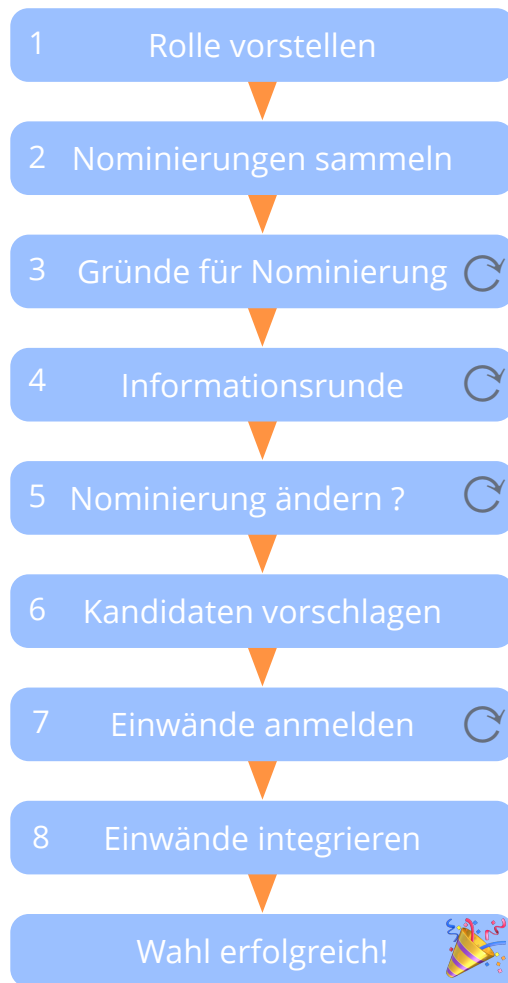 1 Rolle vorstellen
2 Nominierungen sammeln
3 Gründe für Nominierung
4 Informationsrunde
5 Nominierung ändern ?
6 Kandidaten vorschlagen
7 Einwände anmelden
8 Einwände integrieren
Wahl erfolgreich!